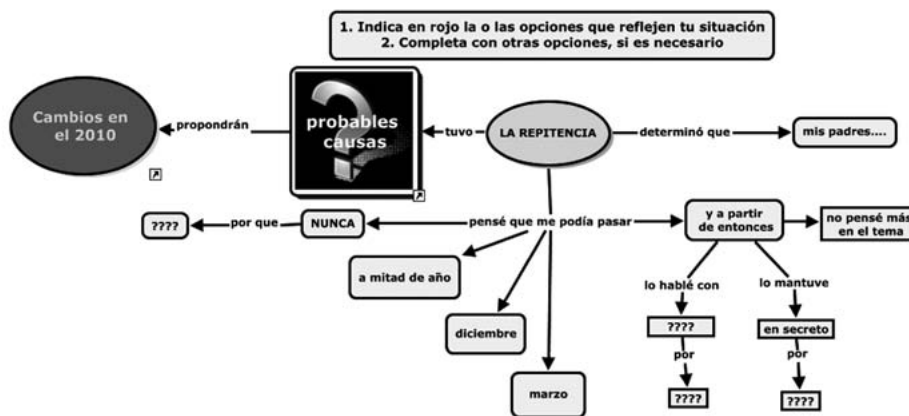 1. Indica en rojo la o las opciones que reflejen tu situación
2. Completa con otras opciones, si es necesario
Cambios en
el 2010
propondrán
probables
causas
tuvo
LA REPITENCIA
determinó que
mis padres....
????
por que
NUNCA
pensé que me podía pasar
y a partir
de entonces
no pensé más
en el tema
a mitad de año
diciembre
marzo
lo hablé con
lo mantuve
????
en secreto
por
por
????
????